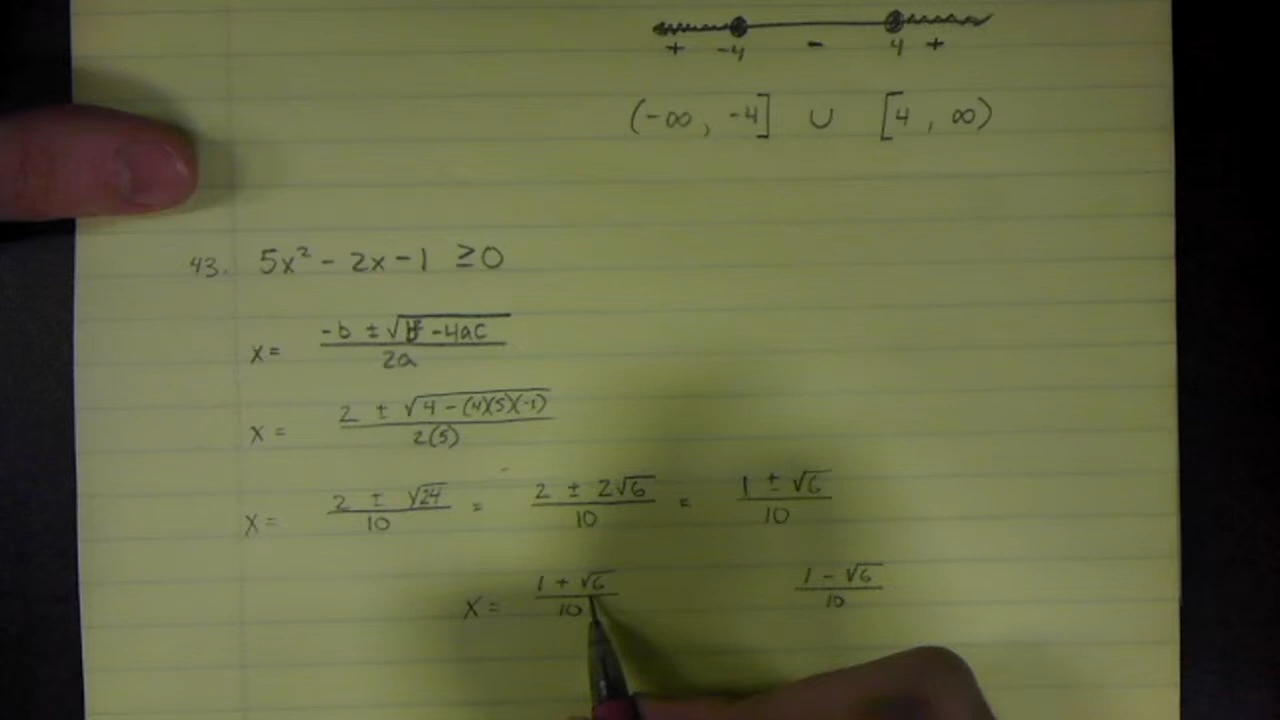 + -4 - 4 +
(-∞, -4] ∪ [4, ∞)
43. 5x² - 2x - 1 ≥ 0
x = (-b ± √(b² - 4ac)) / 2a
x = (2 ± √(4 - (4)(5)(-1))) / 2(5)
x = (2 ± √24) / 10 = (2 ± 2√6) / 10 = (1 ± √6) / 10
x = (1 + √6) / 10 (1 - √6) / 10